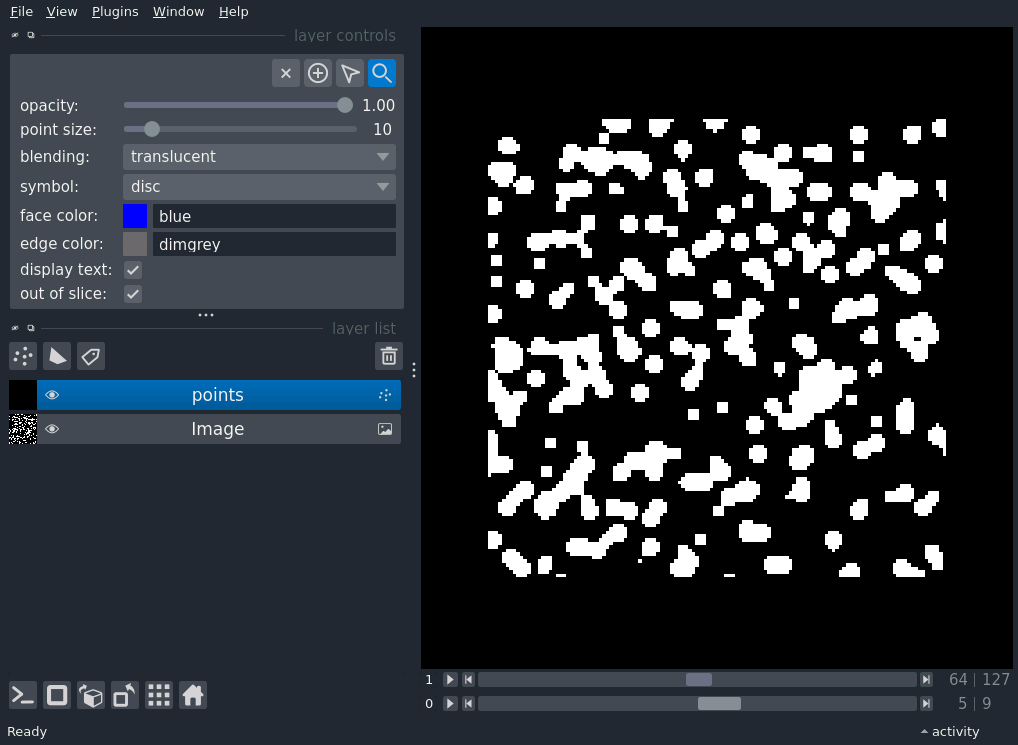 File View Plugins Window Help
layer controls
opacity: 1.00
point size: 10
blending: translucent
symbol: disc
face color: blue
edge color: dimgrey
display text:
out of slice:
layer list
points
Image
1 64 | 127
0 5 | 9
Ready activity